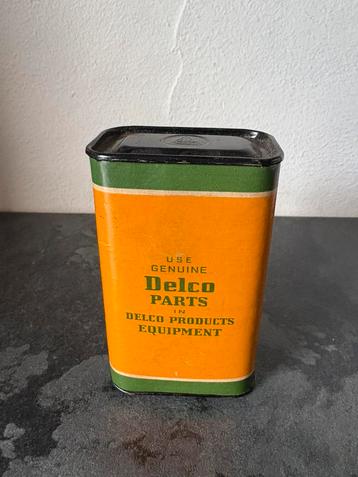 USE
GENUINE
Delco
PARTS
IN
DELCO PRODUCTS
EQUIPMENT